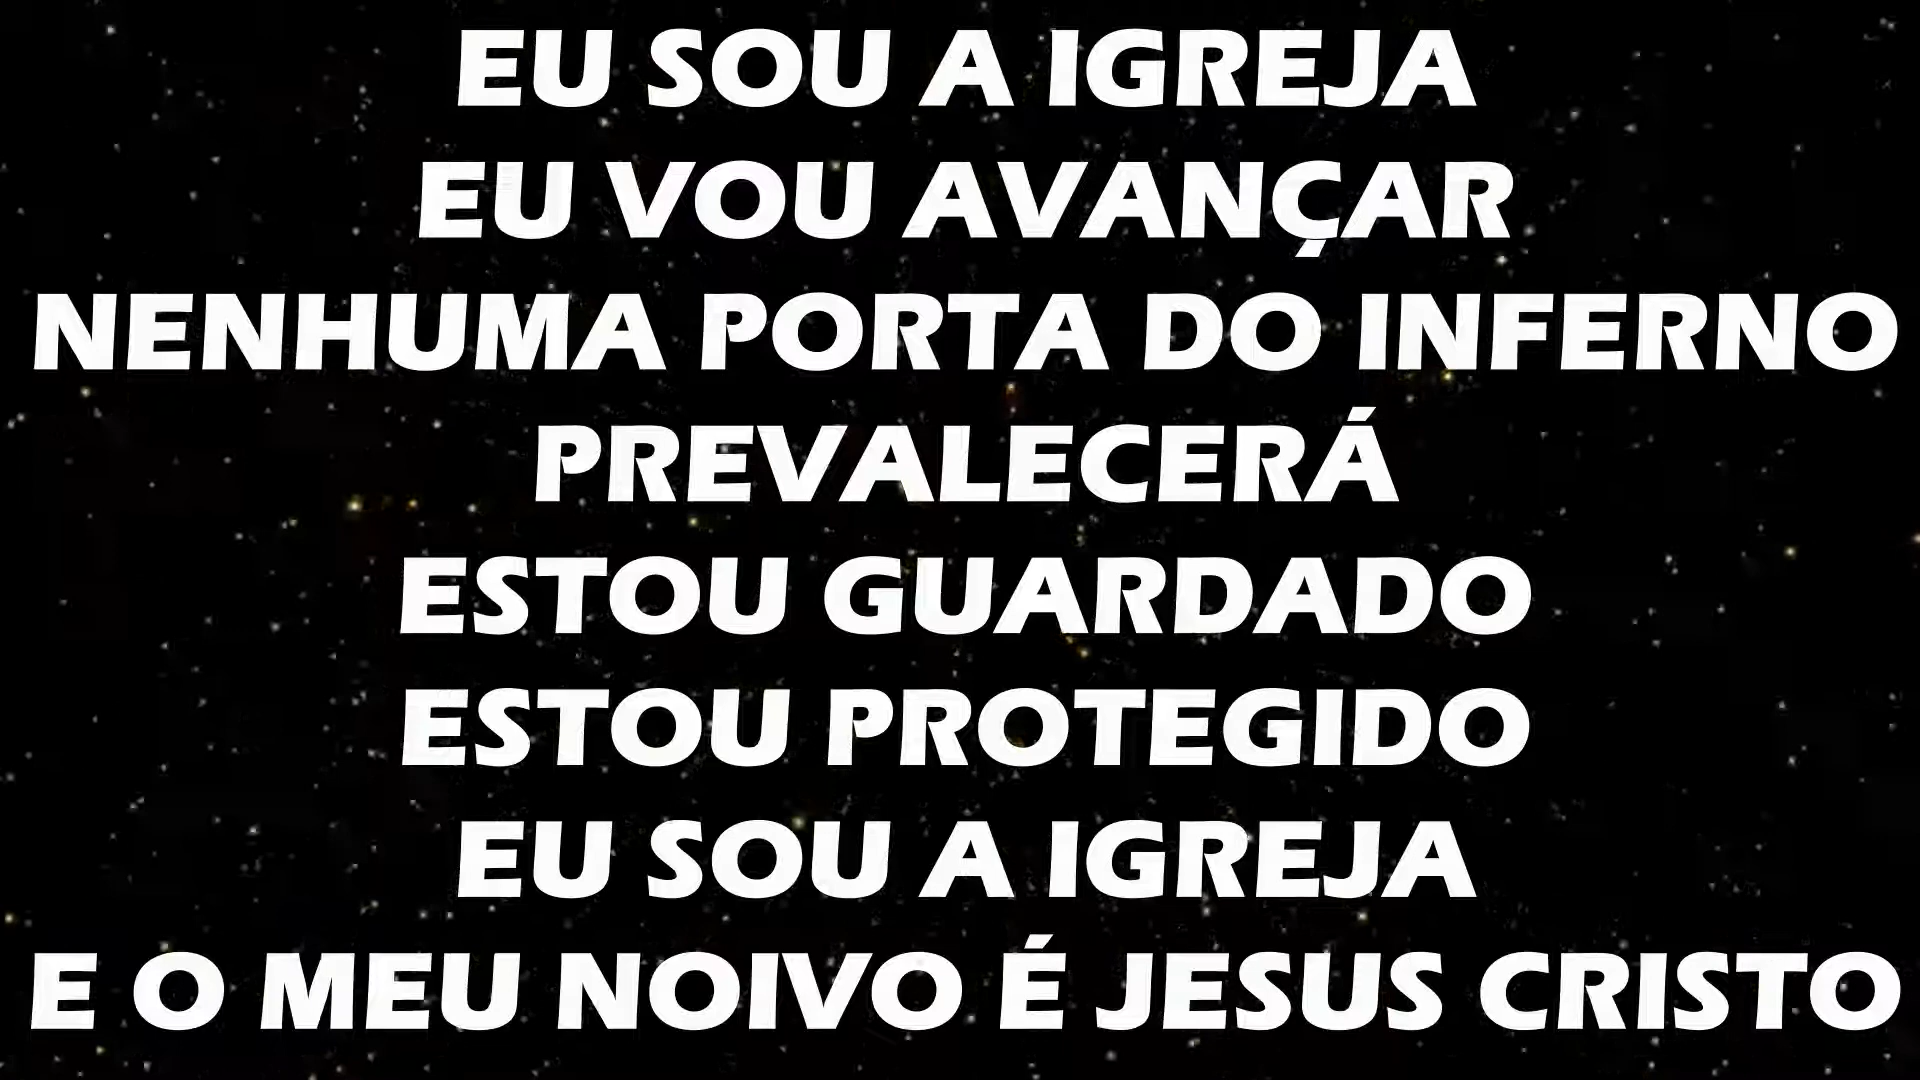 EU SOU A IGREJA
EU VOU AVANÇAR
NENHUMA PORTA DO INFERNO
PREVALECERÁ
ESTOU GUARDADO
ESTOU PROTEGIDO
EU SOU A IGREJA
E O MEU NOIVO É JESUS CRISTO